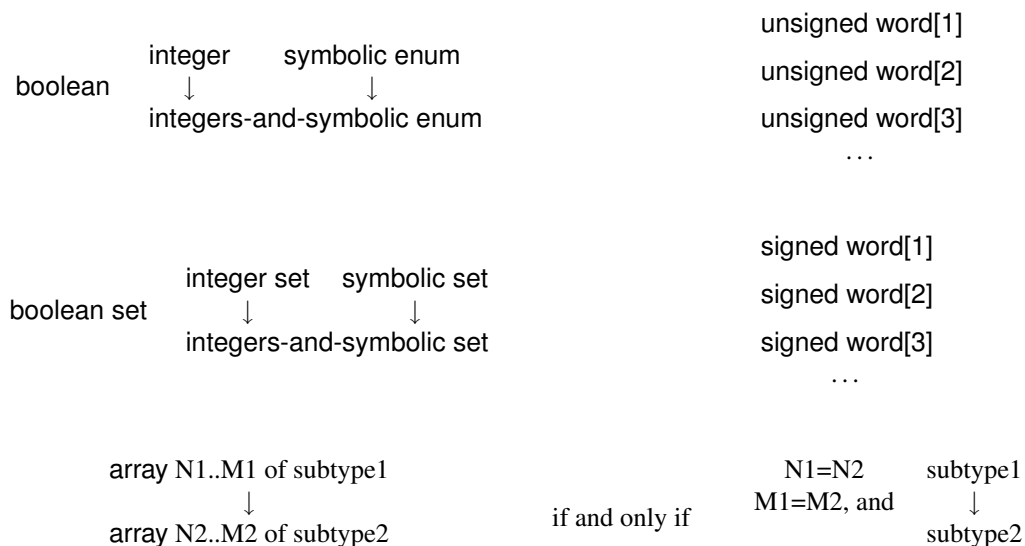 unsigned word[1]
integer symbolic enum
boolean ↓ ↓ unsigned word[2]
integers-and-symbolic enum unsigned word[3]
...
signed word[1]
integer set symbolic set
boolean set ↓ ↓ signed word[2]
integers-and-symbolic set signed word[3]
...
array N1..M1 of subtype1 N1=N2 subtype1
↓ if and only if M1=M2, and ↓
array N2..M2 of subtype2 subtype2